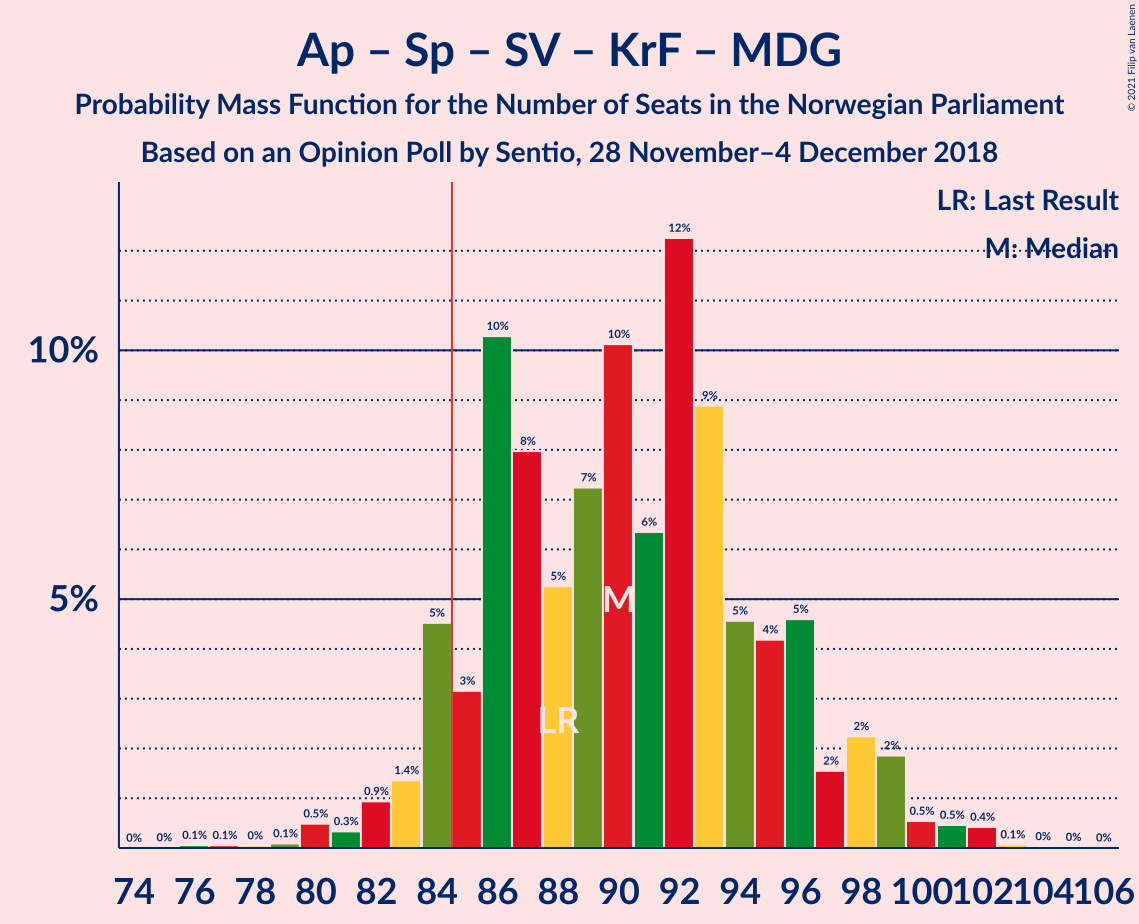 © 2021 Filip van Laenen
Ap – Sp – SV – KrF – MDG
Probability Mass Function for the Number of Seats in the Norwegian Parliament
Based on an Opinion Poll by Sentio, 28 November–4 December 2018
LR: Last Result
M: Median
10%
5%
0% 0% 0.1% 0.1% 0% 0.1% 0.5% 0.3% 0.9% 1.4% 5% 3% 10% 8% 5% 7% 10% 6% 12% 9% 5% 4% 5% 2% 2% 2% 0.5% 0.5% 0.4% 0.1% 0% 0% 0%
M
LR
74 76 78 80 82 84 86 88 90 92 94 96 98 100 102 104 106